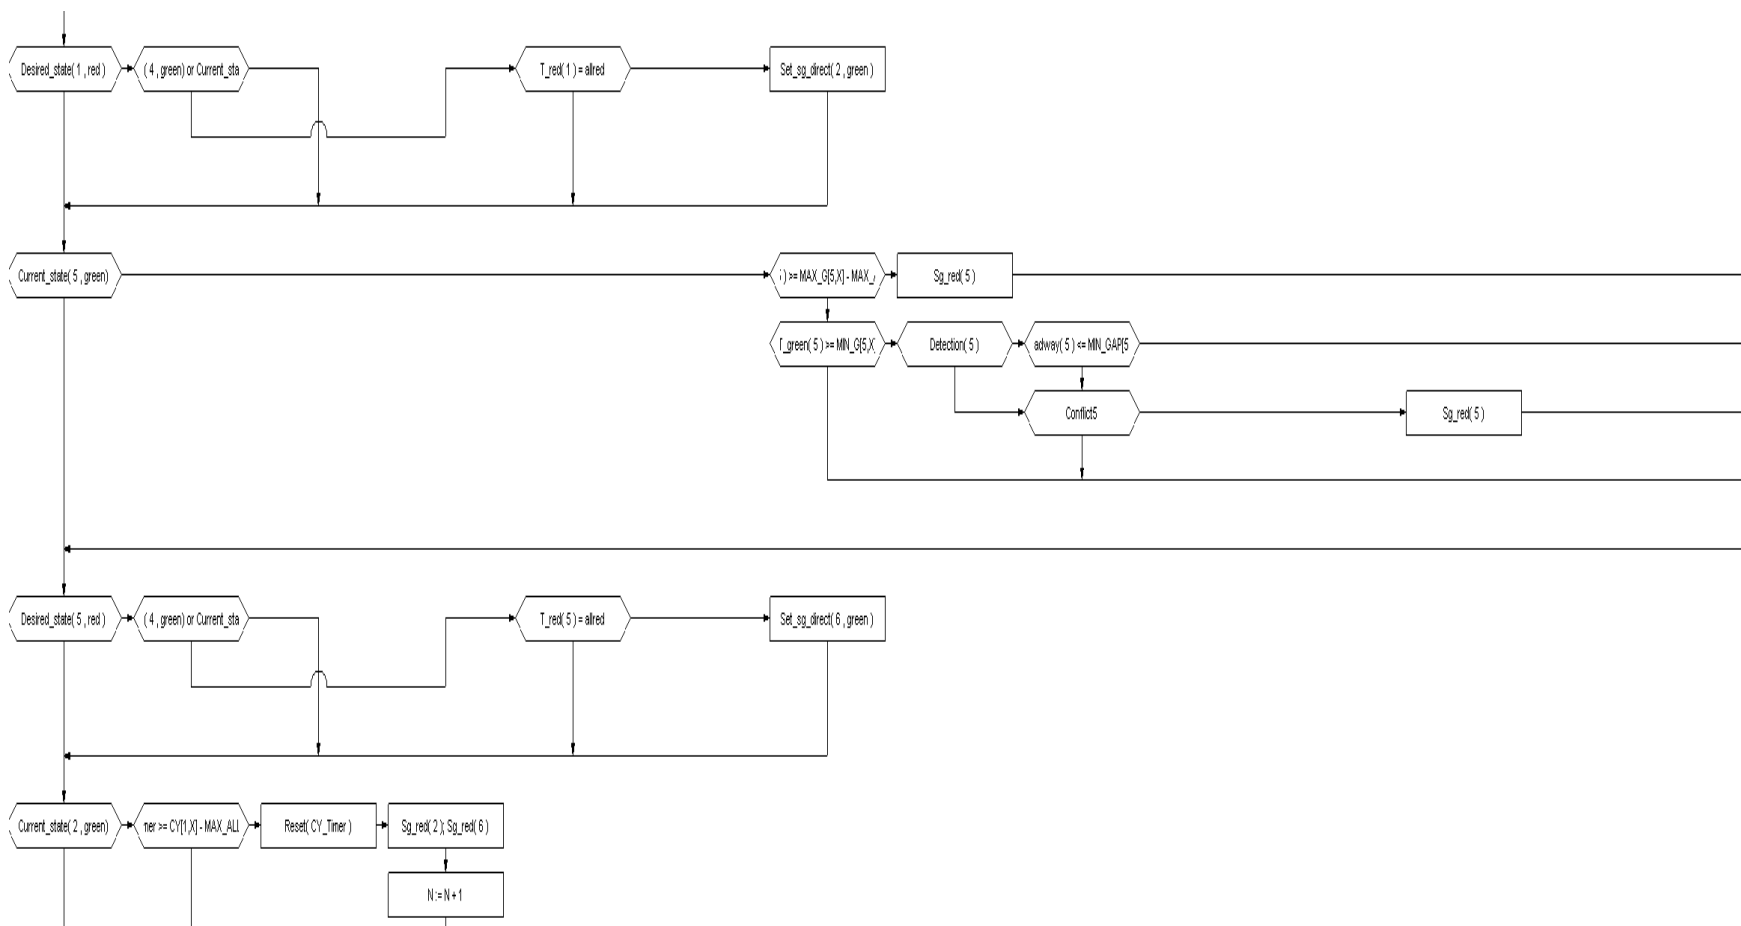 Desired_state( 1 , red )
( 4 , green) or Current_sta
T_red( 1 ) = allred
Set_sg_direct( 2 , green )
Current_state( 5 , green)
) >= MAX_G[5,X] - MAX_
Sg_red( 5 )
T_green( 5 ) >= MIN_G[5,X]
Detection( 5 )
adway( 5 ) <= MIN_GAP[5
Conflict5
Sg_red( 5 )
Desired_state( 5 , red )
( 4 , green) or Current_sta
T_red( 5 ) = allred
Set_sg_direct( 6 , green )
Current_state( 2 , green)
mer >= CY[1,X] - MAX_ALL
Reset( CY_Timer )
Sg_red( 2 ); Sg_red( 6 )
N := N + 1